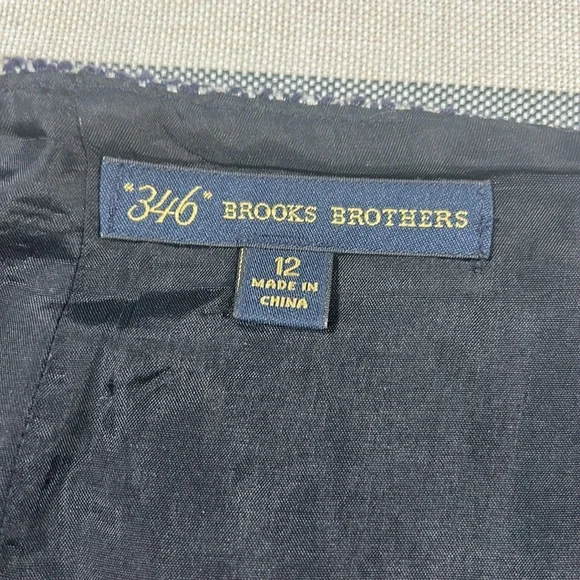 "346" BROOKS BROTHERS
12
MADE IN
CHINA